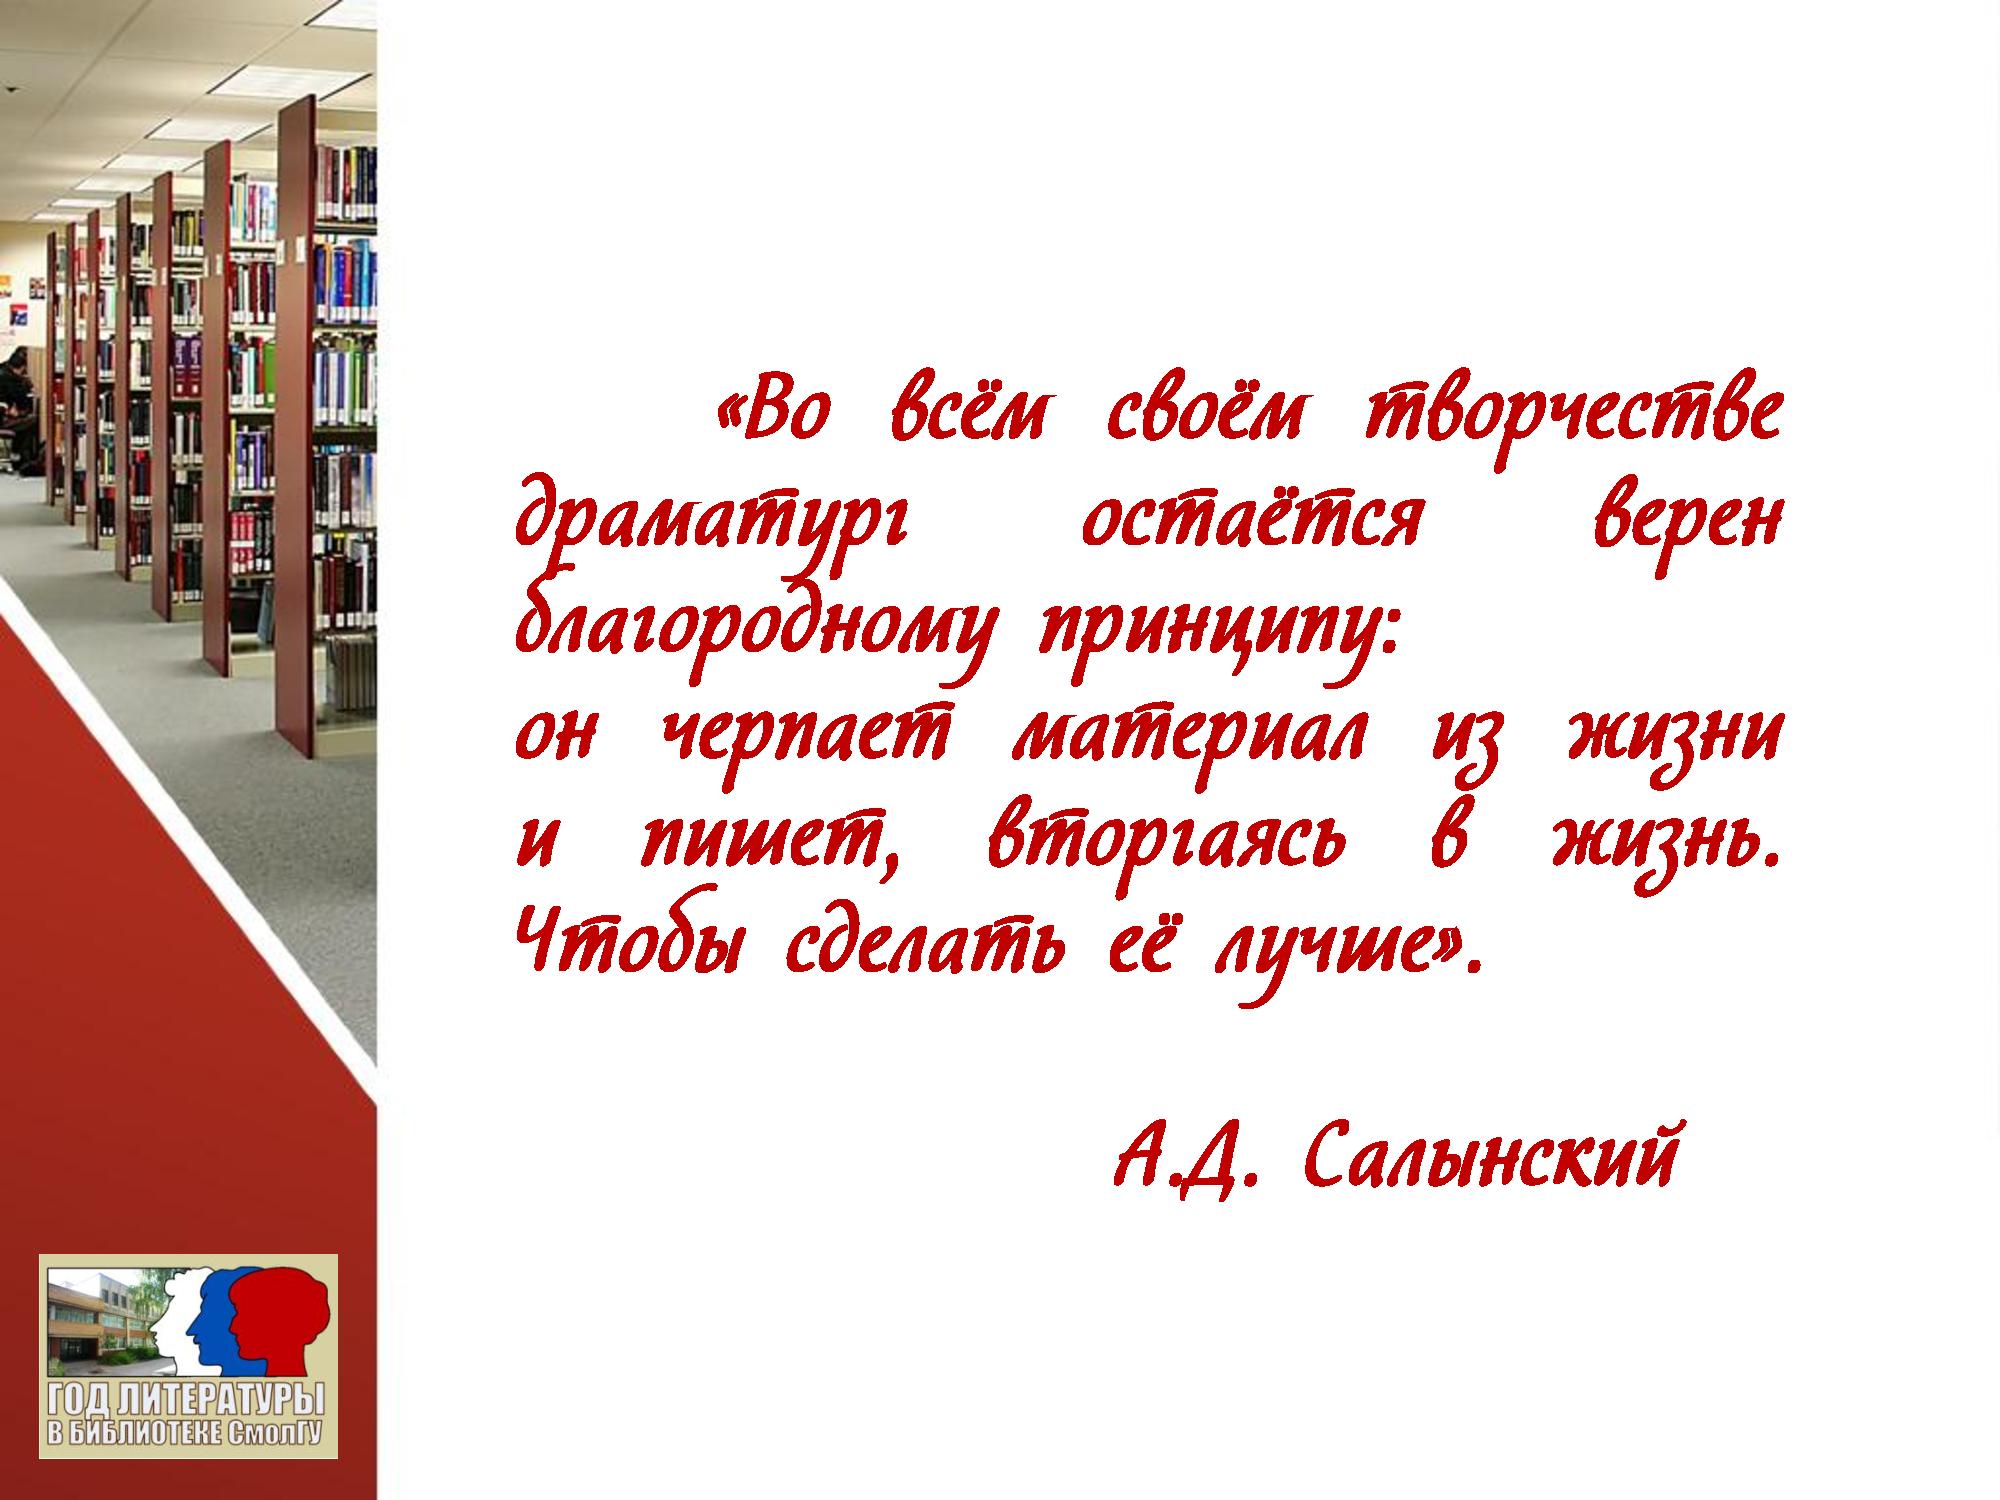 «Во всём своём творчестве
драматург остаётся верен
благородному принципу:
он черпает материал из жизни
и пишет, вторгаясь в жизнь.
Чтобы сделать её лучше».
А.Д. Салынский
ГОД ЛИТЕРАТУРЫ
В БИБЛИОТЕКЕ СмолГУ